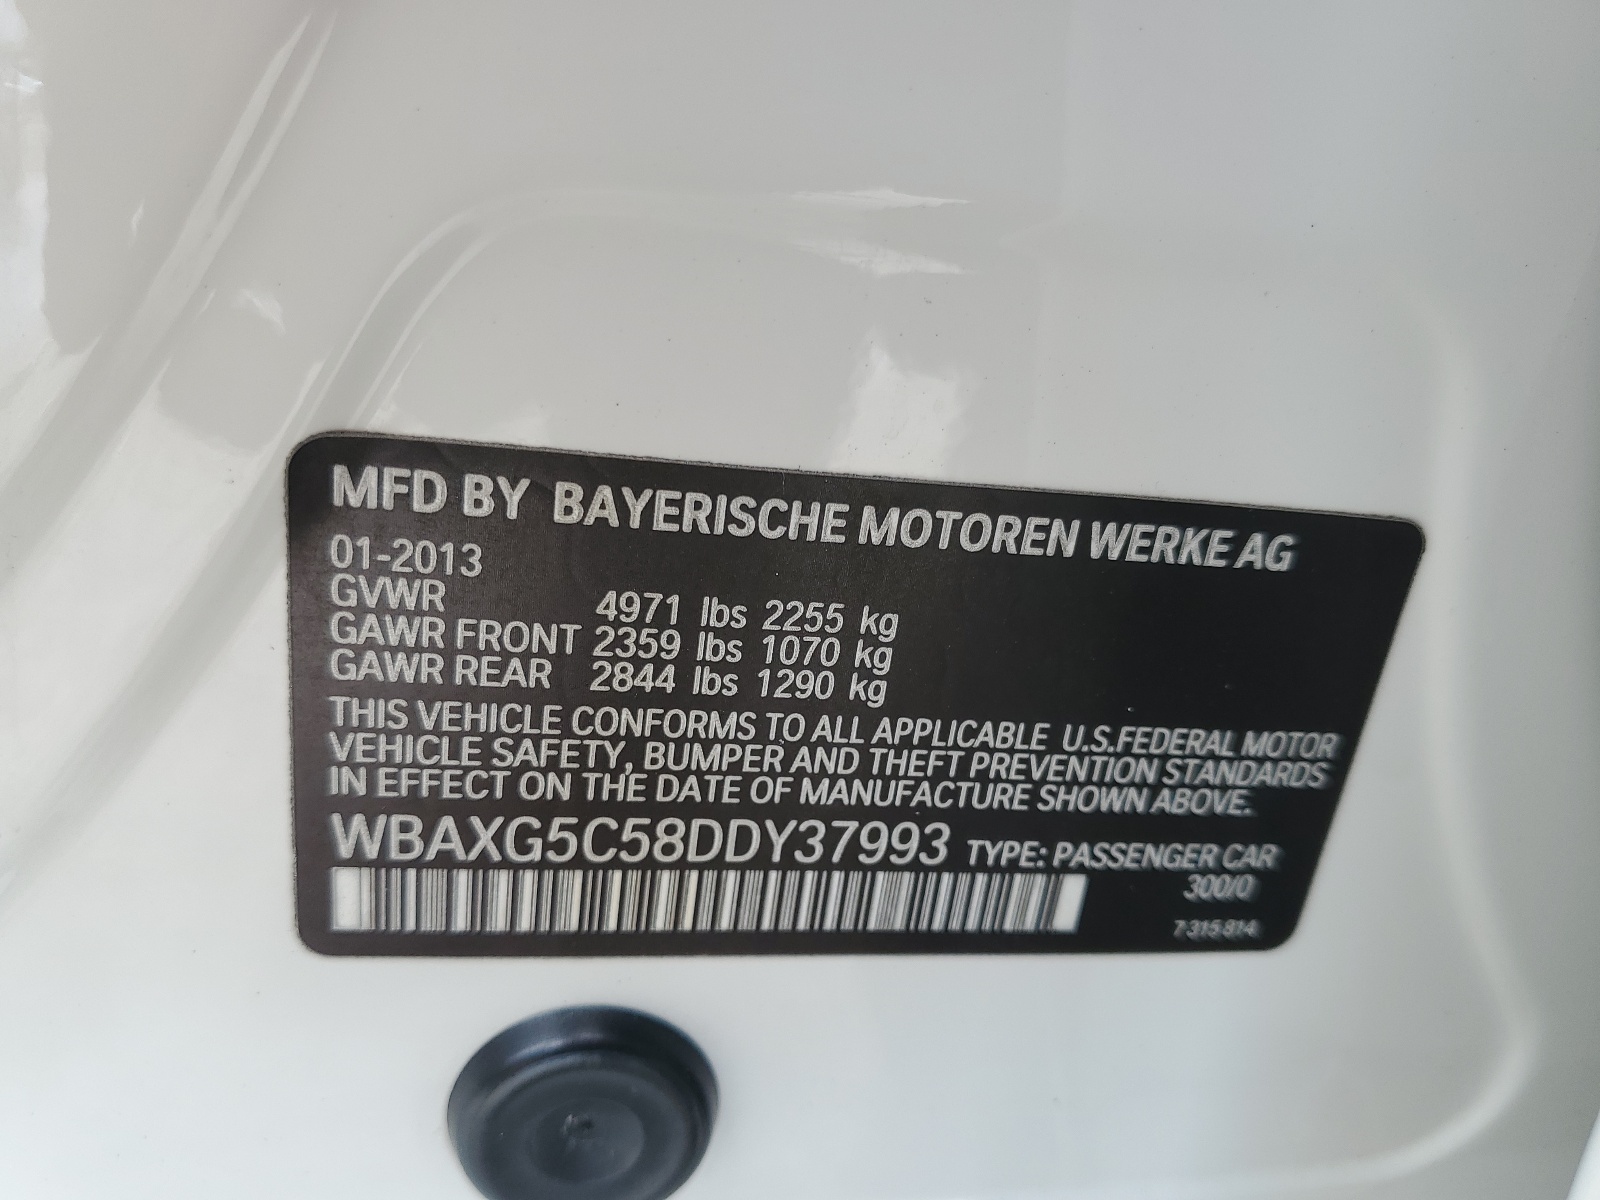 MFD BY BAYERISCHE MOTOREN WERKE AG
01-2013
GVWR 4971 lbs 2255 kg
GAWR FRONT 2359 lbs 1070 kg
GAWR REAR 2844 lbs 1290 kg
THIS VEHICLE CONFORMS TO ALL APPLICABLE U.S.FEDERAL MOTOR
VEHICLE SAFETY, BUMPER AND THEFT PREVENTION STANDARDS
IN EFFECT ON THE DATE OF MANUFACTURE SHOWN ABOVE.
WBAXG5C58DDY37993 TYPE: PASSENGER CAR
300/0
7 315 814